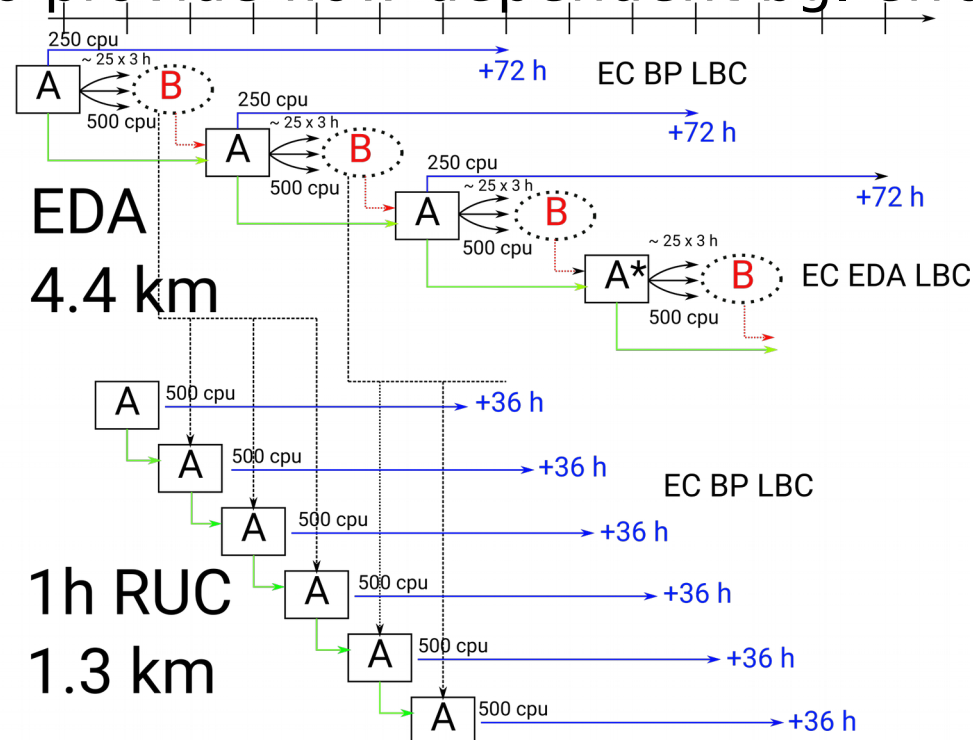 250 cpu
~ 25 x 3 h
A
B
500 cpu
+72 h
EC BP LBC
250 cpu
~ 25 x 3 h
A
B
500 cpu
+72 h
250 cpu
~ 25 x 3 h
A
B
500 cpu
+72 h
EDA
4.4 km
~ 25 x 3 h
A*
B
500 cpu
EC EDA LBC
A
500 cpu
+36 h
A
500 cpu
+36 h
EC BP LBC
A
500 cpu
+36 h
1h RUC
1.3 km
A
500 cpu
+36 h
A
500 cpu
+36 h
A
500 cpu
+36 h